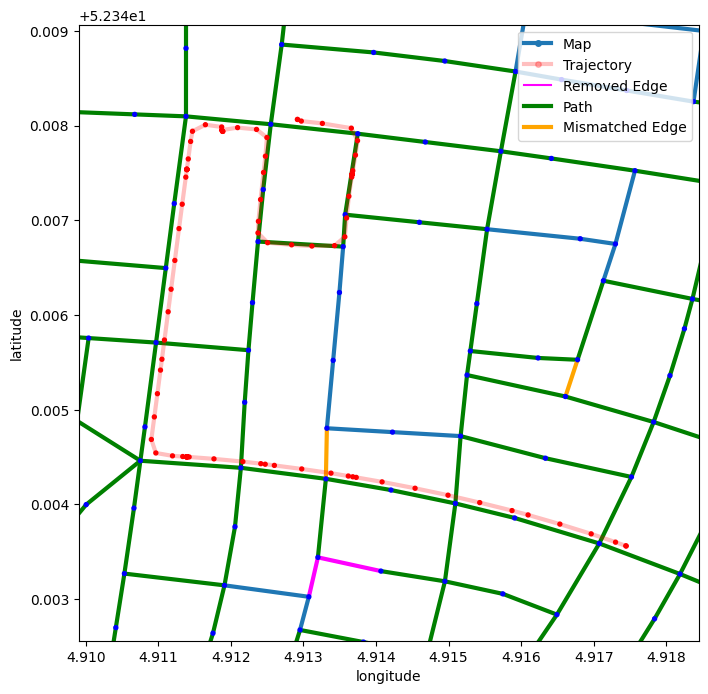 +5.234e1
0.009
0.008
0.007
0.006
0.005
0.004
0.003
latitude
Map
Trajectory
Removed Edge
Path
Mismatched Edge
4.910 4.911 4.912 4.913 4.914 4.915 4.916 4.917 4.918
longitude